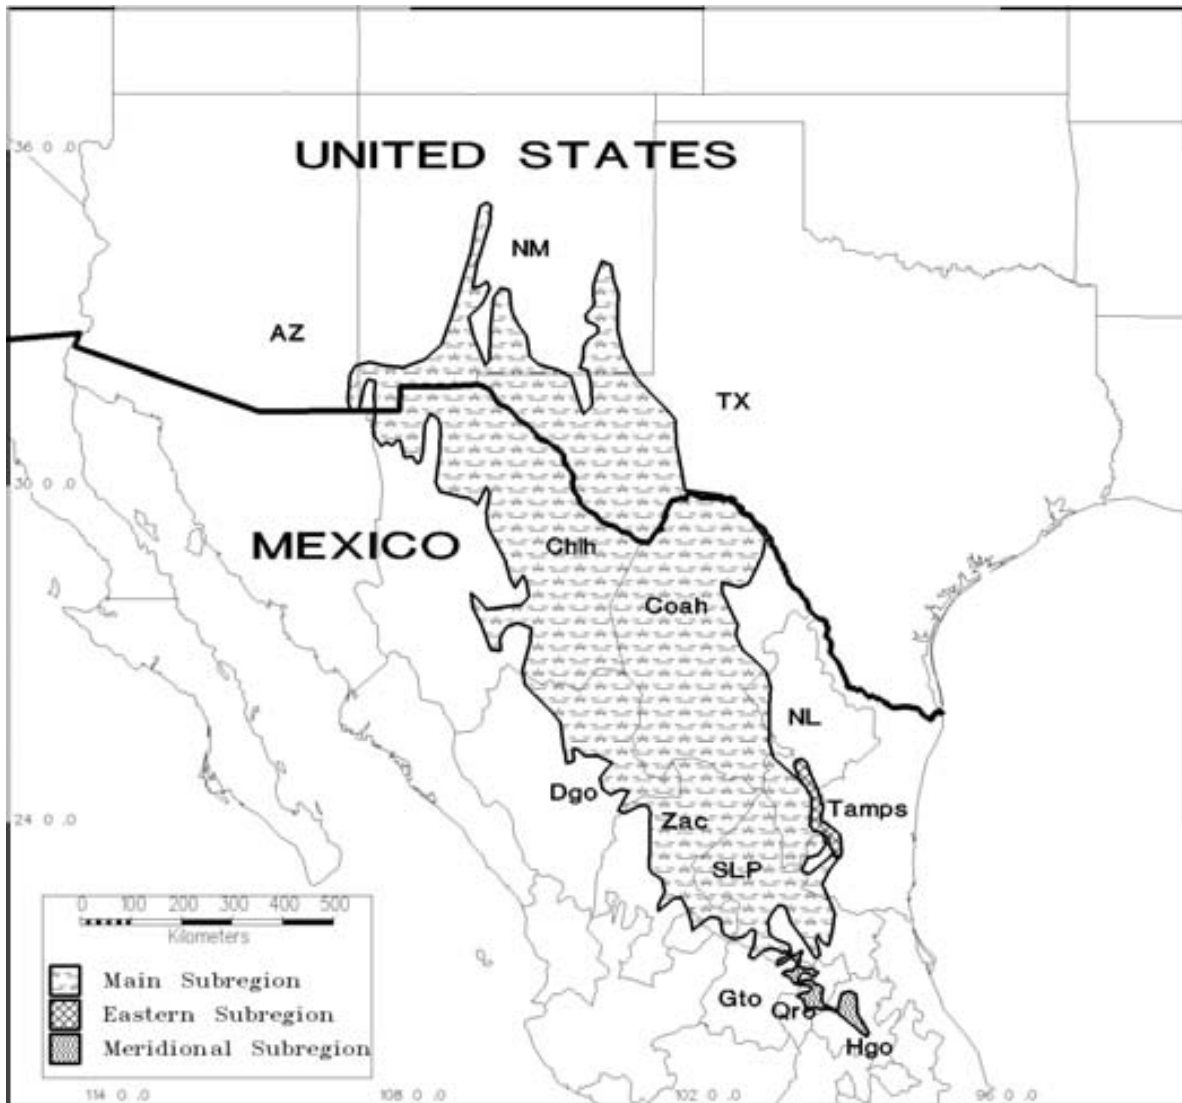 36 0 .0
UNITED STATES
NM
AZ
TX
30 0 .0
MEXICO
Chih
Coah
NL
Dgo
Tamps
Zac
24 0 .0
SLP
0 100 200 300 400 500
Kilometers
Main Subregion
Eastern Subregion
Meridional Subregion
Gto
Qro
Hgo
114 0 .0
108 0 .0
102 0 .0
96 0 .0